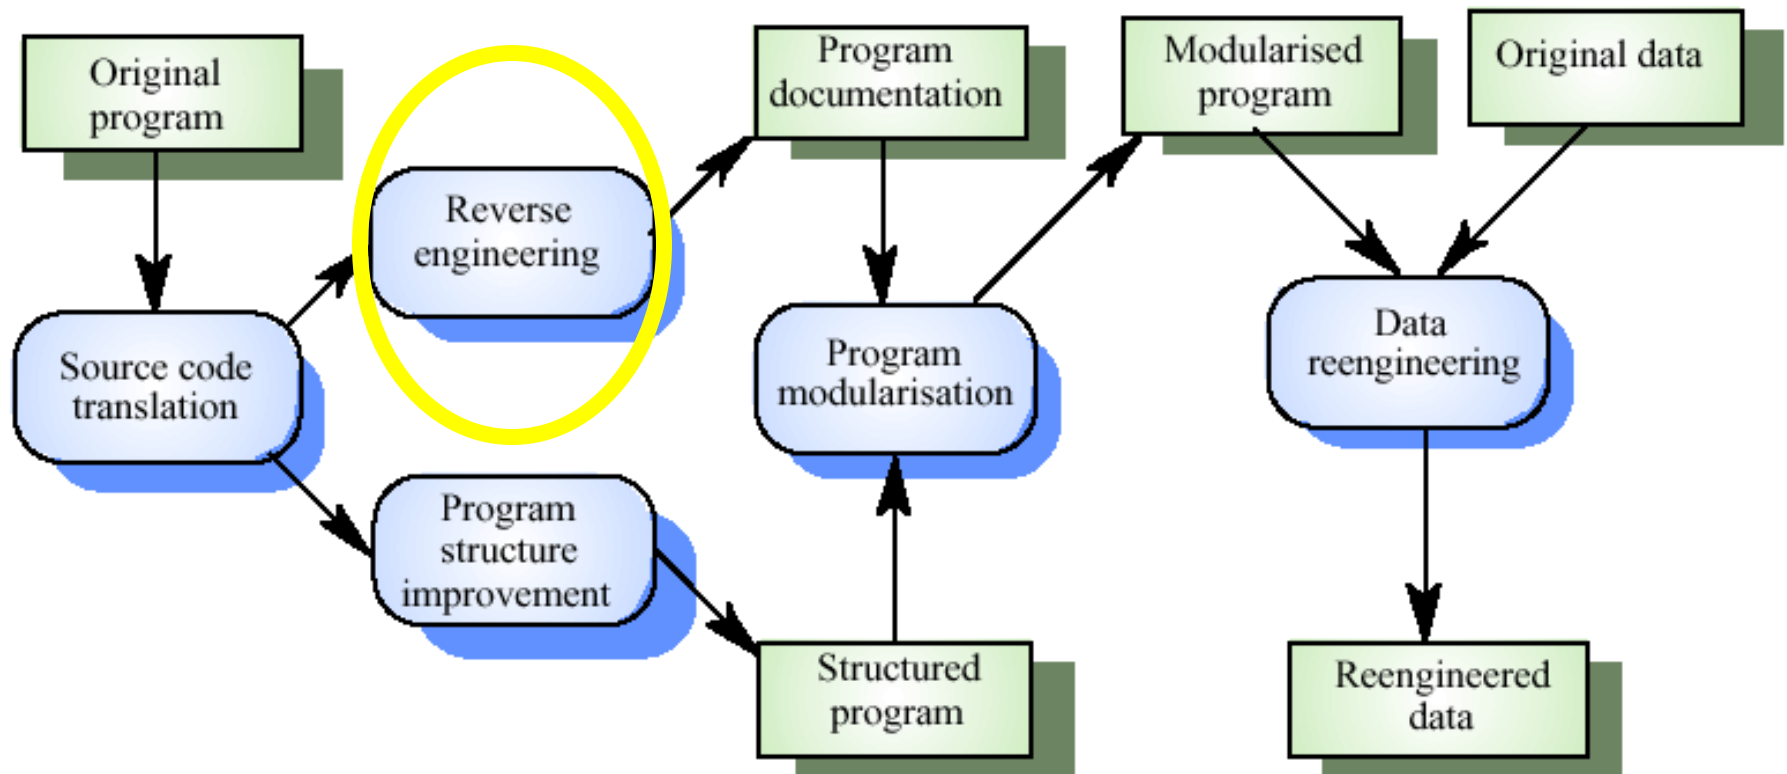 Original
program
Source code
translation
Reverse
engineering
Program
structure
improvement
Program
documentation
Program
modularisation
Structured
program
Modularised
program
Original data
Data
reengineering
Reengineered
data